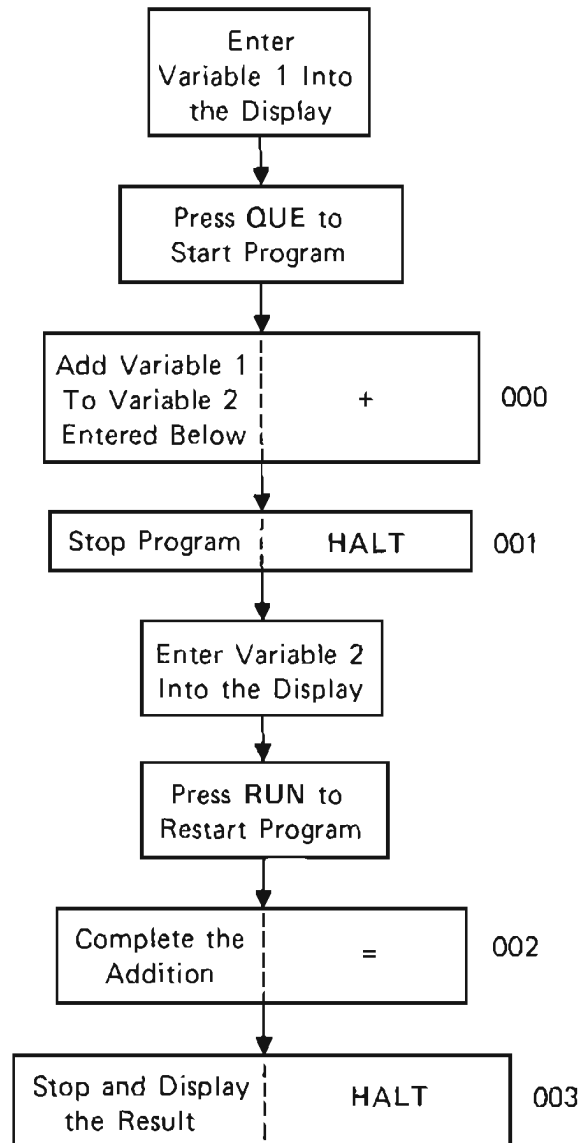 Enter
Variable 1 Into
the Display
Press QUE to
Start Program
Add Variable 1
To Variable 2
Entered Below
+
000
Stop Program
HALT
001
Enter Variable 2
Into the Display
Press RUN to
Restart Program
Complete the
Addition
=
002
Stop and Display
the Result
HALT
003